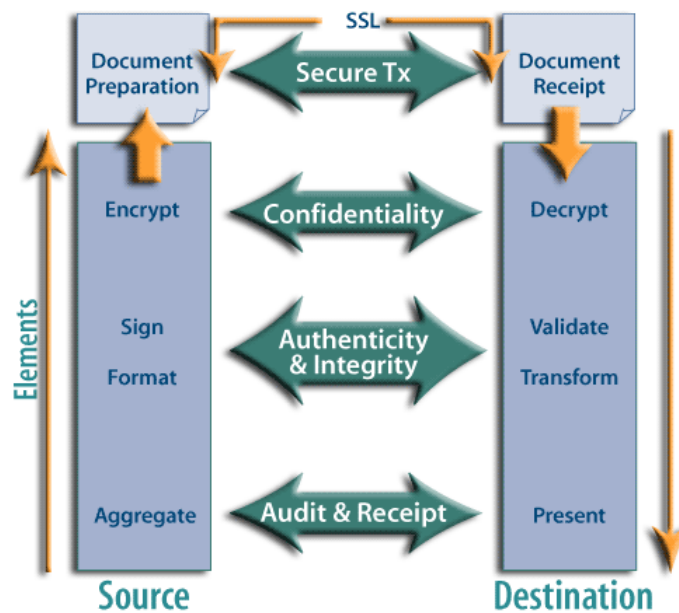 SSL
Document
Preparation
Secure Tx
Document
Receipt
Encrypt
Confidentiality
Decrypt
Elements
Sign
Authenticity
& Integrity
Validate
Format
Transform
Aggregate
Audit & Receipt
Present
Source
Destination